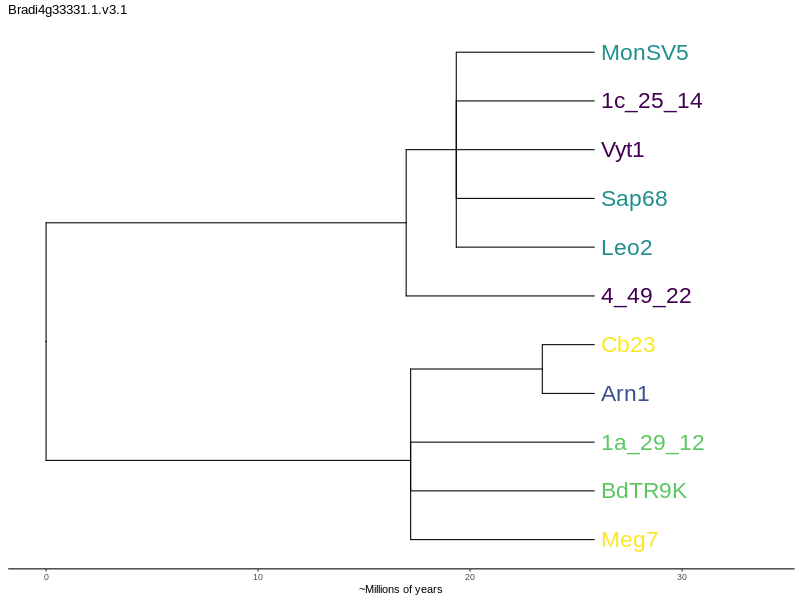 Bradi4g33331.1.v3.1
MonSV5
1c_25_14
Vyt1
Sap68
Leo2
4_49_22
Cb23
Arn1
1a_29_12
BdTR9K
Meg7
0 10 20 30
~Millions of years